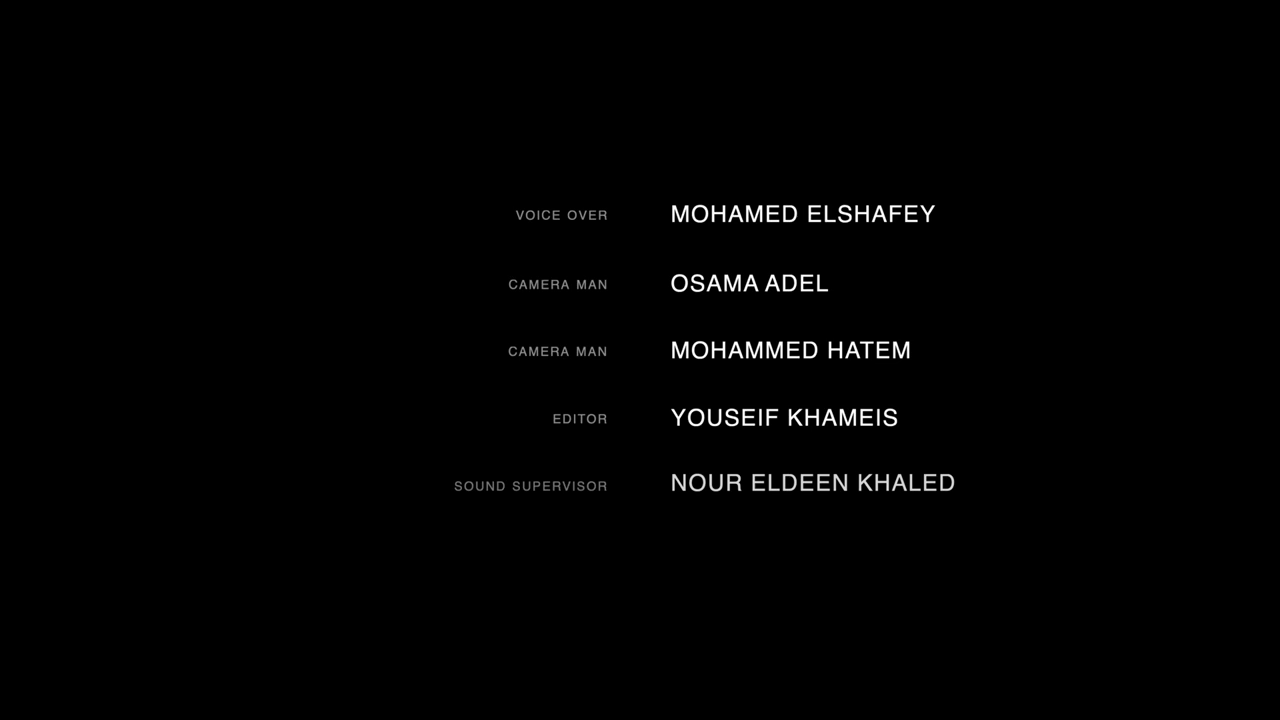 VOICE OVER MOHAMED ELSHAFEY
CAMERA MAN OSAMA ADEL
CAMERA MAN MOHAMMED HATEM
EDITOR YOUSEIF KHAMEIS
SOUND SUPERVISOR NOUR ELDEEN KHALED